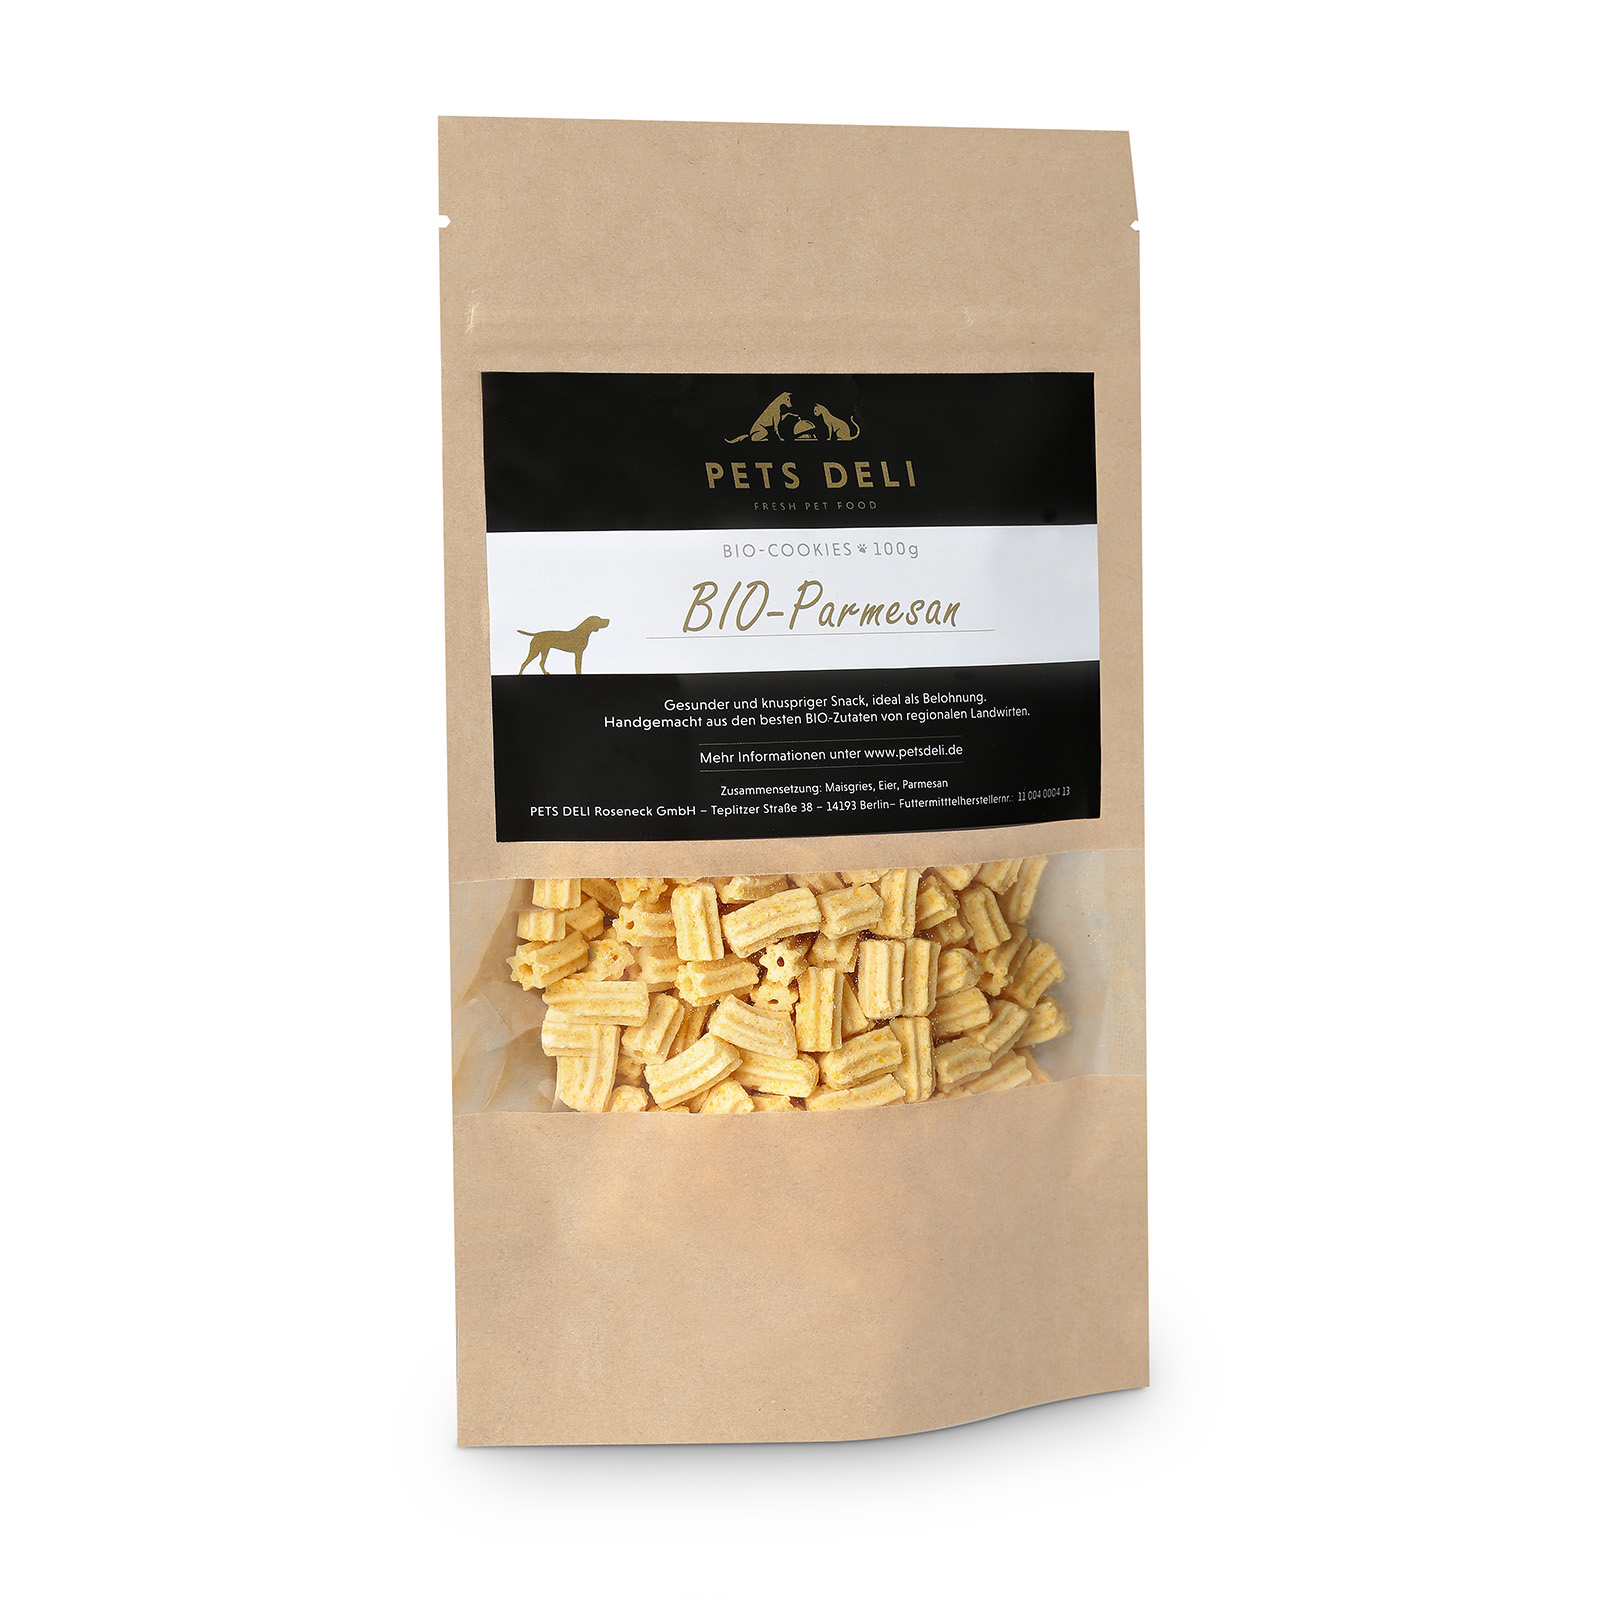 PETS DELI
FRESH PET FOOD
BIO-COOKIES 100g
BIO-Parmesan
Gesunder und knuspriger Snack, ideal als Belohnung.
Handgemacht aus den besten BIO.-Zutaten von regionalen Landwirten.
Mehr Informationen unter www.petsdeli.de
Zusammensetzung: Maisgries, Eier, Parmesan
PETS DELI Roseneck GmbH – Teplitzer Straße 38 – 14193 Berlin– Futtermitttelherstellernr.: 11 004 0004 13